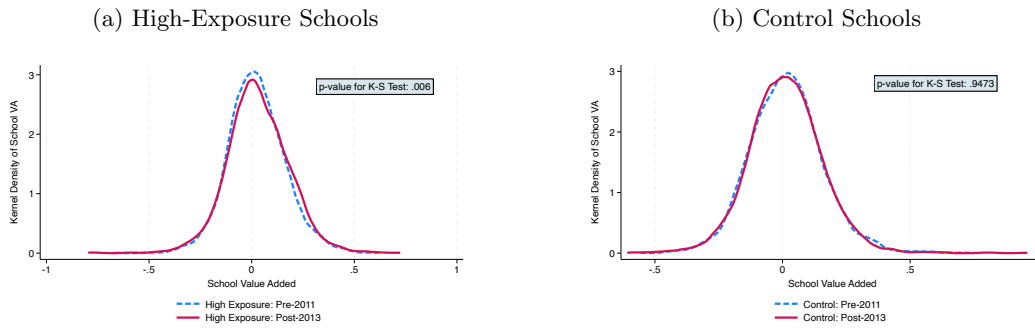 (a) High-Exposure Schools
Kernel Density of School VA
3
2
1
0
p-value for K-S Test: .006
-1
-.5
0
.5
1
School Value Added
High Exposure: Pre-2011
High Exposure: Post-2013
(b) Control Schools
Kernel Density of School VA
3
2
1
0
p-value for K-S Test: .9473
-.5
0
.5
School Value Added
Control: Pre-2011
Control: Post-2013